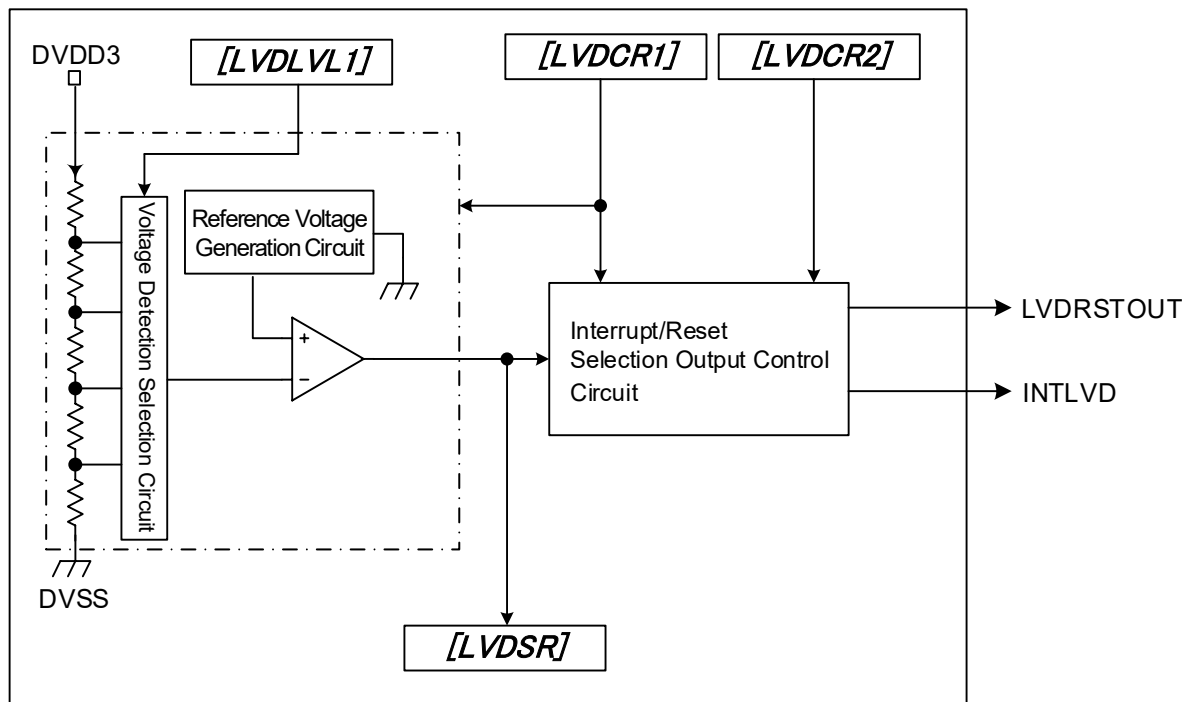 DVDD3
[LVDLVL1]
[LVDCR1]
[LVDCR2]
Voltage Detection Selection Circuit
Reference Voltage
Generation Circuit
+
−
Interrupt/Reset
Selection Output Control
Circuit
LVDRSTOUT
INTLVD
DVSS
[LVDSR]